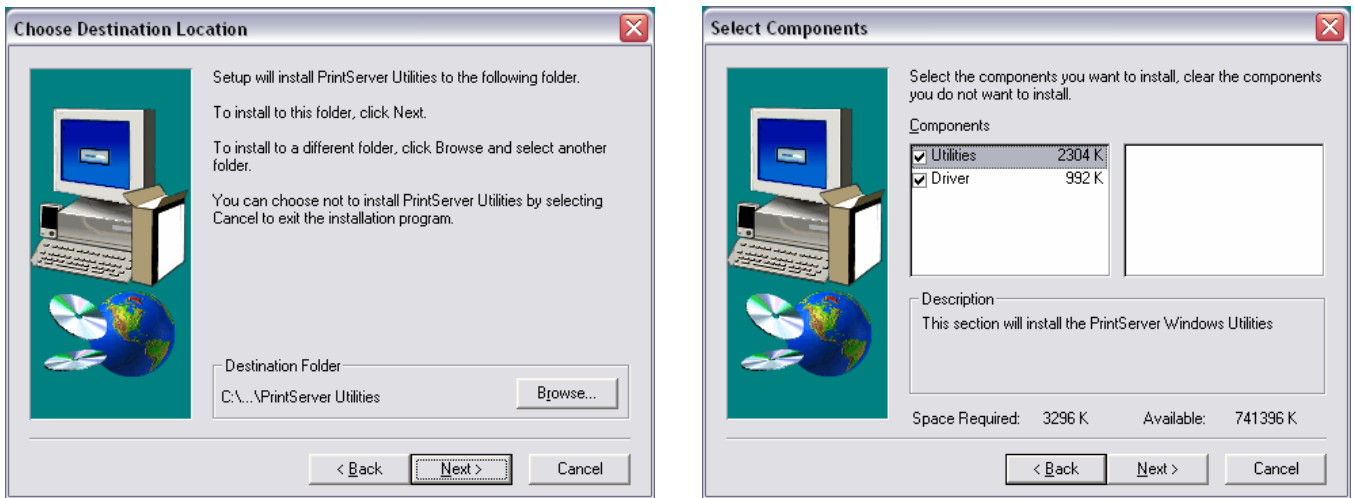 Choose Destination Location
Setup will install PrintServer Utilities to the following folder.
To install to this folder, click Next.
To install to a different folder, click Browse and select another
folder.
You can choose not to install PrintServer Utilities by selecting
Cancel to exit the installation program.
Destination Folder
C:\...\PrintServer Utilities
Browse...
< Back
Next >
Cancel
Select Components
Select the components you want to install, clear the components
you do not want to install.
Components
Utilities 2304 K
Driver 992 K
Description
This section will install the PrintServer Windows Utilities
Space Required: 3296 K Available: 741396 K
< Back
Next >
Cancel